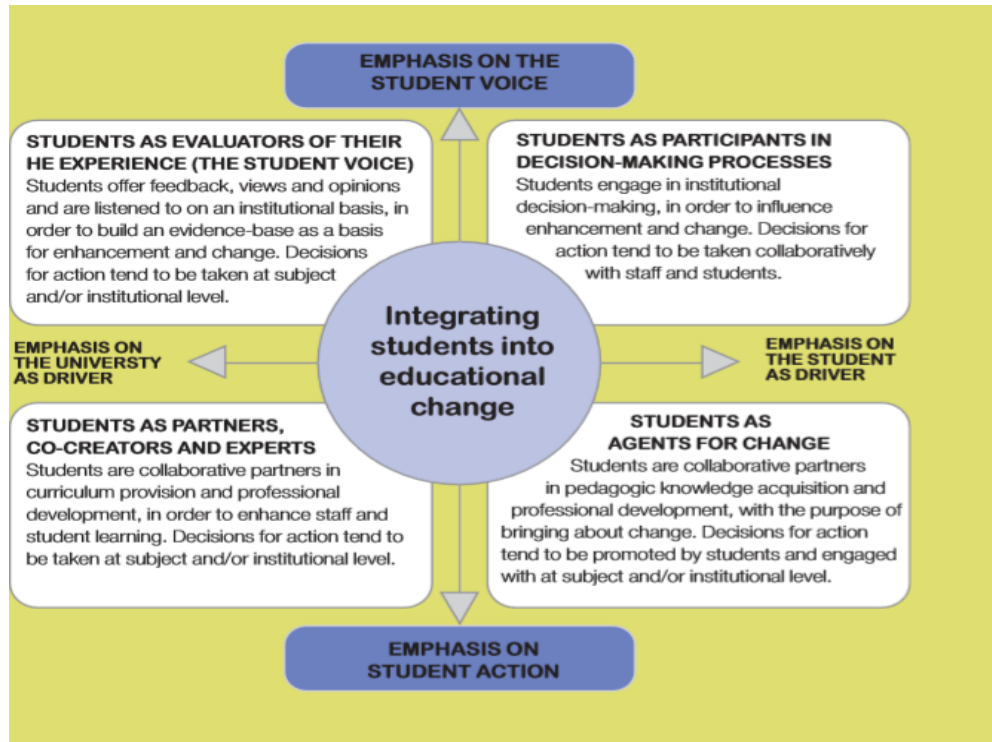 EMPHASIS ON THE
STUDENT VOICE
STUDENTS AS EVALUATORS OF THEIR
HE EXPERIENCE (THE STUDENT VOICE)
Students offer feedback, views and opinions
and are listened to on an institutional basis, in
order to build an evidence-base as a basis
for enhancement and change. Decisions
for action tend to be taken at subject
and/or institutional level.
STUDENTS AS PARTICIPANTS IN
DECISION-MAKING PROCESSES
Students engage in institutional
decision-making, in order to influence
enhancement and change. Decisions for
action tend to be taken collaboratively
with staff and students.
Integrating
students into
educational
change
EMPHASIS ON
THE UNIVERSTY
AS DRIVER
EMPHASIS ON
THE STUDENT
AS DRIVER
STUDENTS AS PARTNERS,
CO-CREATORS AND EXPERTS
Students are collaborative partners in
curriculum provision and professional
development, in order to enhance staff and
student learning. Decisions for action tend to
be taken at subject and/or institutional level.
STUDENTS AS
AGENTS FOR CHANGE
Students are collaborative partners
in pedagogic knowledge acquisition and
professional development, with the purpose of
bringing about change. Decisions for action
tend to be promoted by students and engaged
with at subject and/or institutional level.
EMPHASIS ON
STUDENT ACTION